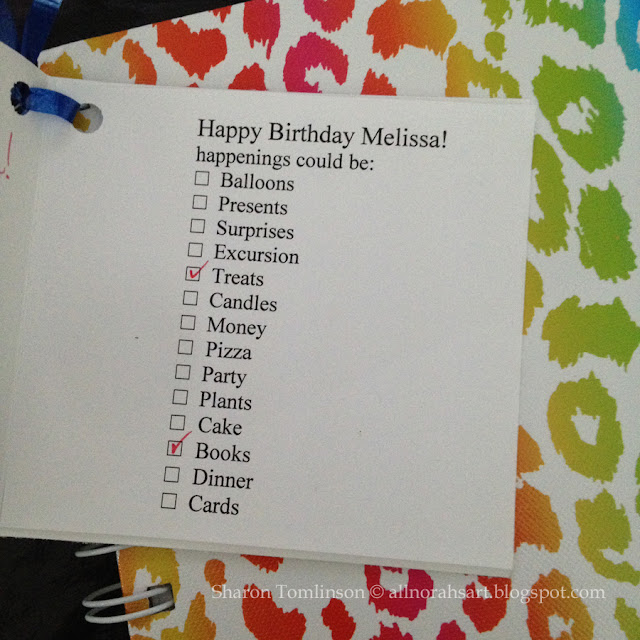 !
Happy Birthday Melissa!
happenings could be:
☐ Balloons
☐ Presents
☐ Surprises
☐ Excursion
☑ Treats
☐ Candles
☐ Money
☐ Pizza
☐ Party
☐ Plants
☐ Cake
☑ Books
☐ Dinner
☐ Cards
Sharon Tomlinson © allnorahsart.blogspot.com